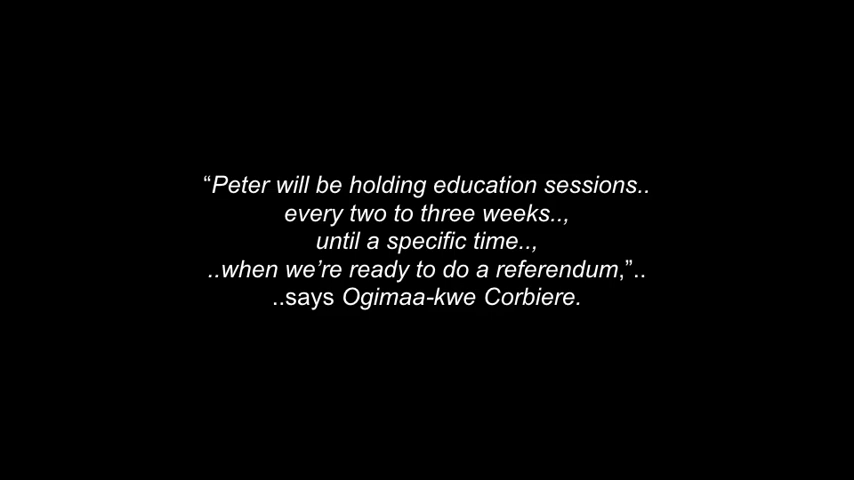 “Peter will be holding education sessions..
every two to three weeks..,
until a specific time..,
..when we’re ready to do a referendum,”..
..says Ogimaa-kwe Corbiere.